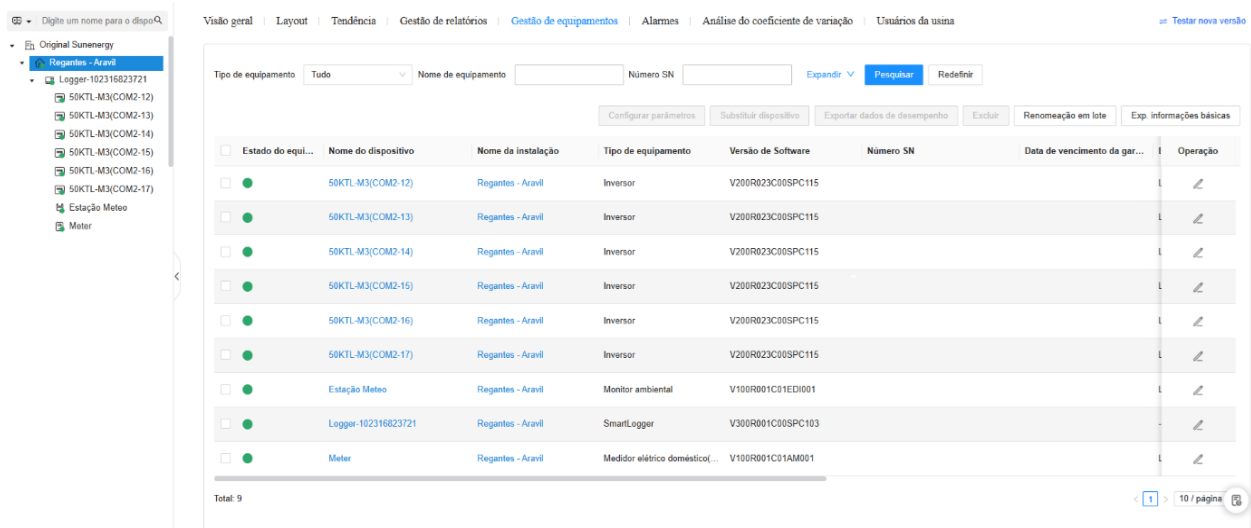 Digite um nome para o dispo
Original Sunenergy
Regantes - Aravil
Logger-102316823721
50KTL-M3(COM2-12)
50KTL-M3(COM2-13)
50KTL-M3(COM2-14)
50KTL-M3(COM2-15)
50KTL-M3(COM2-16)
50KTL-M3(COM2-17)
Estação Meteo
Meter
Visão geral | Layout | Tendência | Gestão de relatórios | Gestão de equipamentos | Alarmes | Análise do coeficiente de variação | Usuários da usina
Testar nova versão
Tipo de equipamento Tudo Nome de equipamento Número SN Expandir Pesquisar Redefinir
Configurar parâmetros Substituir dispositivo Exportar dados de desempenho Excluir Renomeação em lote Exp. informações básicas
Estado do equi... Nome do dispositivo Nome da instalação Tipo de equipamento Versão de Software Número SN Data de vencimento da gar... Operação
50KTL-M3(COM2-12) Regantes - Aravil Inversor V200R023C00SPC115
50KTL-M3(COM2-13) Regantes - Aravil Inversor V200R023C00SPC115
50KTL-M3(COM2-14) Regantes - Aravil Inversor V200R023C00SPC115
50KTL-M3(COM2-15) Regantes - Aravil Inversor V200R023C00SPC115
50KTL-M3(COM2-16) Regantes - Aravil Inversor V200R023C00SPC115
50KTL-M3(COM2-17) Regantes - Aravil Inversor V200R023C00SPC115
Estação Meteo Regantes - Aravil Monitor ambiental V100R001C01EDI001
Logger-102316823721 Regantes - Aravil SmartLogger V300R001C00SPC103
Meter Regantes - Aravil Medidor elétrico doméstico(... V100R001C01AM001
Total: 9
< 1 > 10 / página